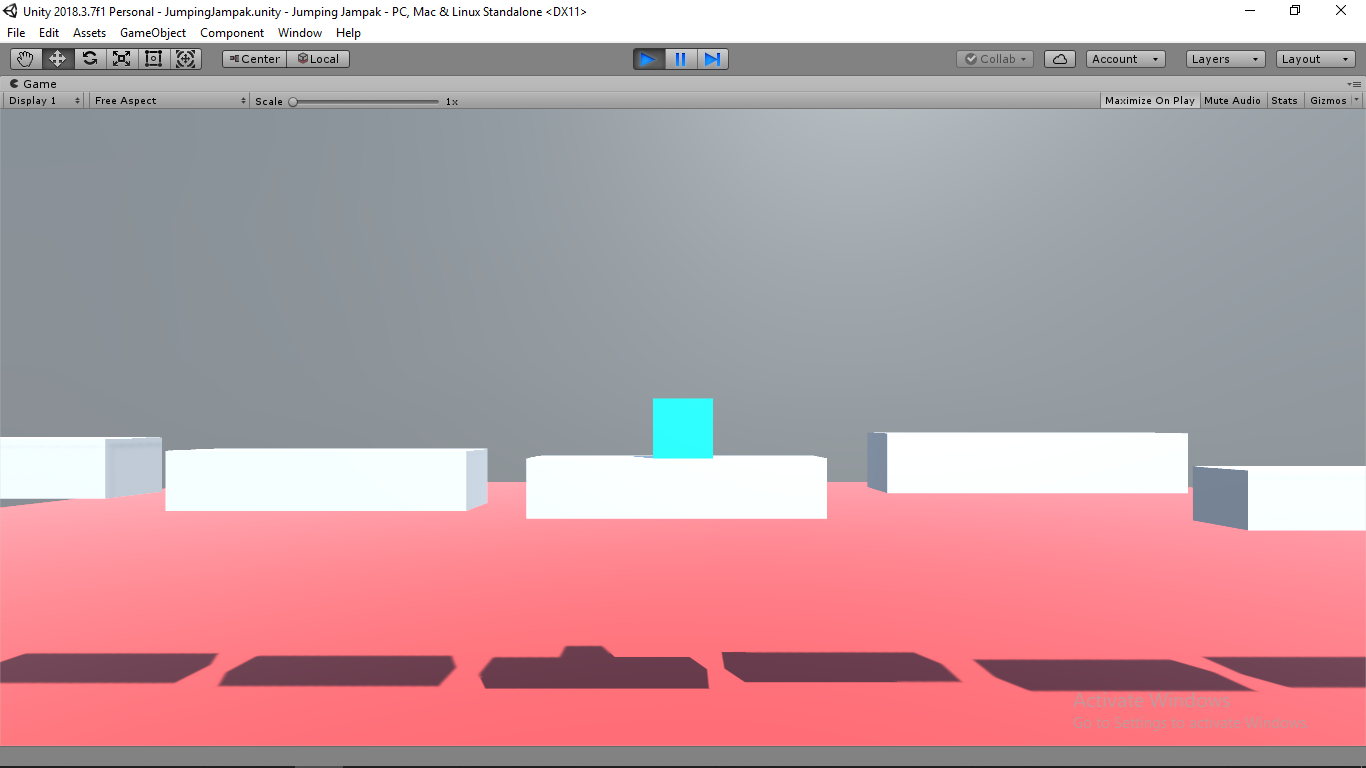 Unity 2018.3.7f1 Personal - JumpingJampak.unity - Jumping Jampak - PC, Mac & Linux Standalone <DX11>
File Edit Assets GameObject Component Window Help
Center Local Collab Account Layers Layout
Game
Display 1 Free Aspect Scale 1x Maximize On Play Mute Audio Stats Gizmos
Activate Windows
Go to Settings to activate Windows.